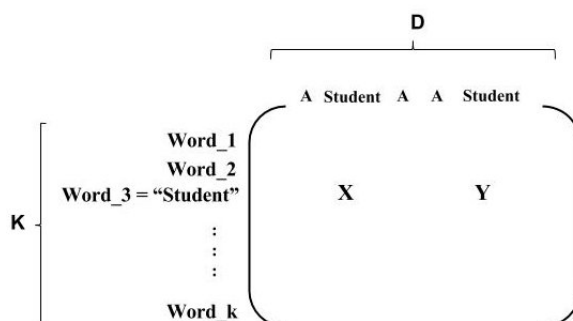 D
A Student A A Student
Word_1
Word_2
Word_3 = “Student” X Y
K
:
:
:
Word_k